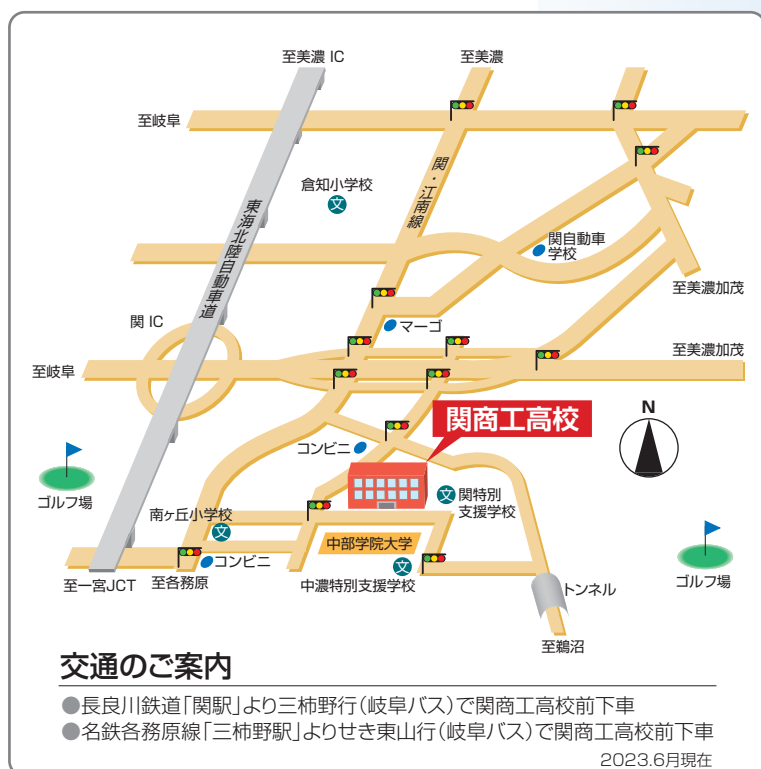 至美濃 IC
至美濃
至岐阜
関・江南線
倉知小学校
文
東海北陸自動車道
関自動車
学校
至美濃加茂
関 IC
マーゴ
至岐阜
至美濃加茂
関商工高校
N
コンビニ
ゴルフ場
文
関特別
支援学校
南ヶ丘小学校
文
中部学院大学
コンビニ
文
中濃特別支援学校
至一宮JCT
至各務原
トンネル
ゴルフ場
至鵜沼
交通のご案内
●長良川鉄道「関駅」より三柿野行(岐阜バス)で関商工高校前下車
●名鉄各務原線「三柿野駅」よりせき東山行(岐阜バス)で関商工高校前下車
2023.6月現在